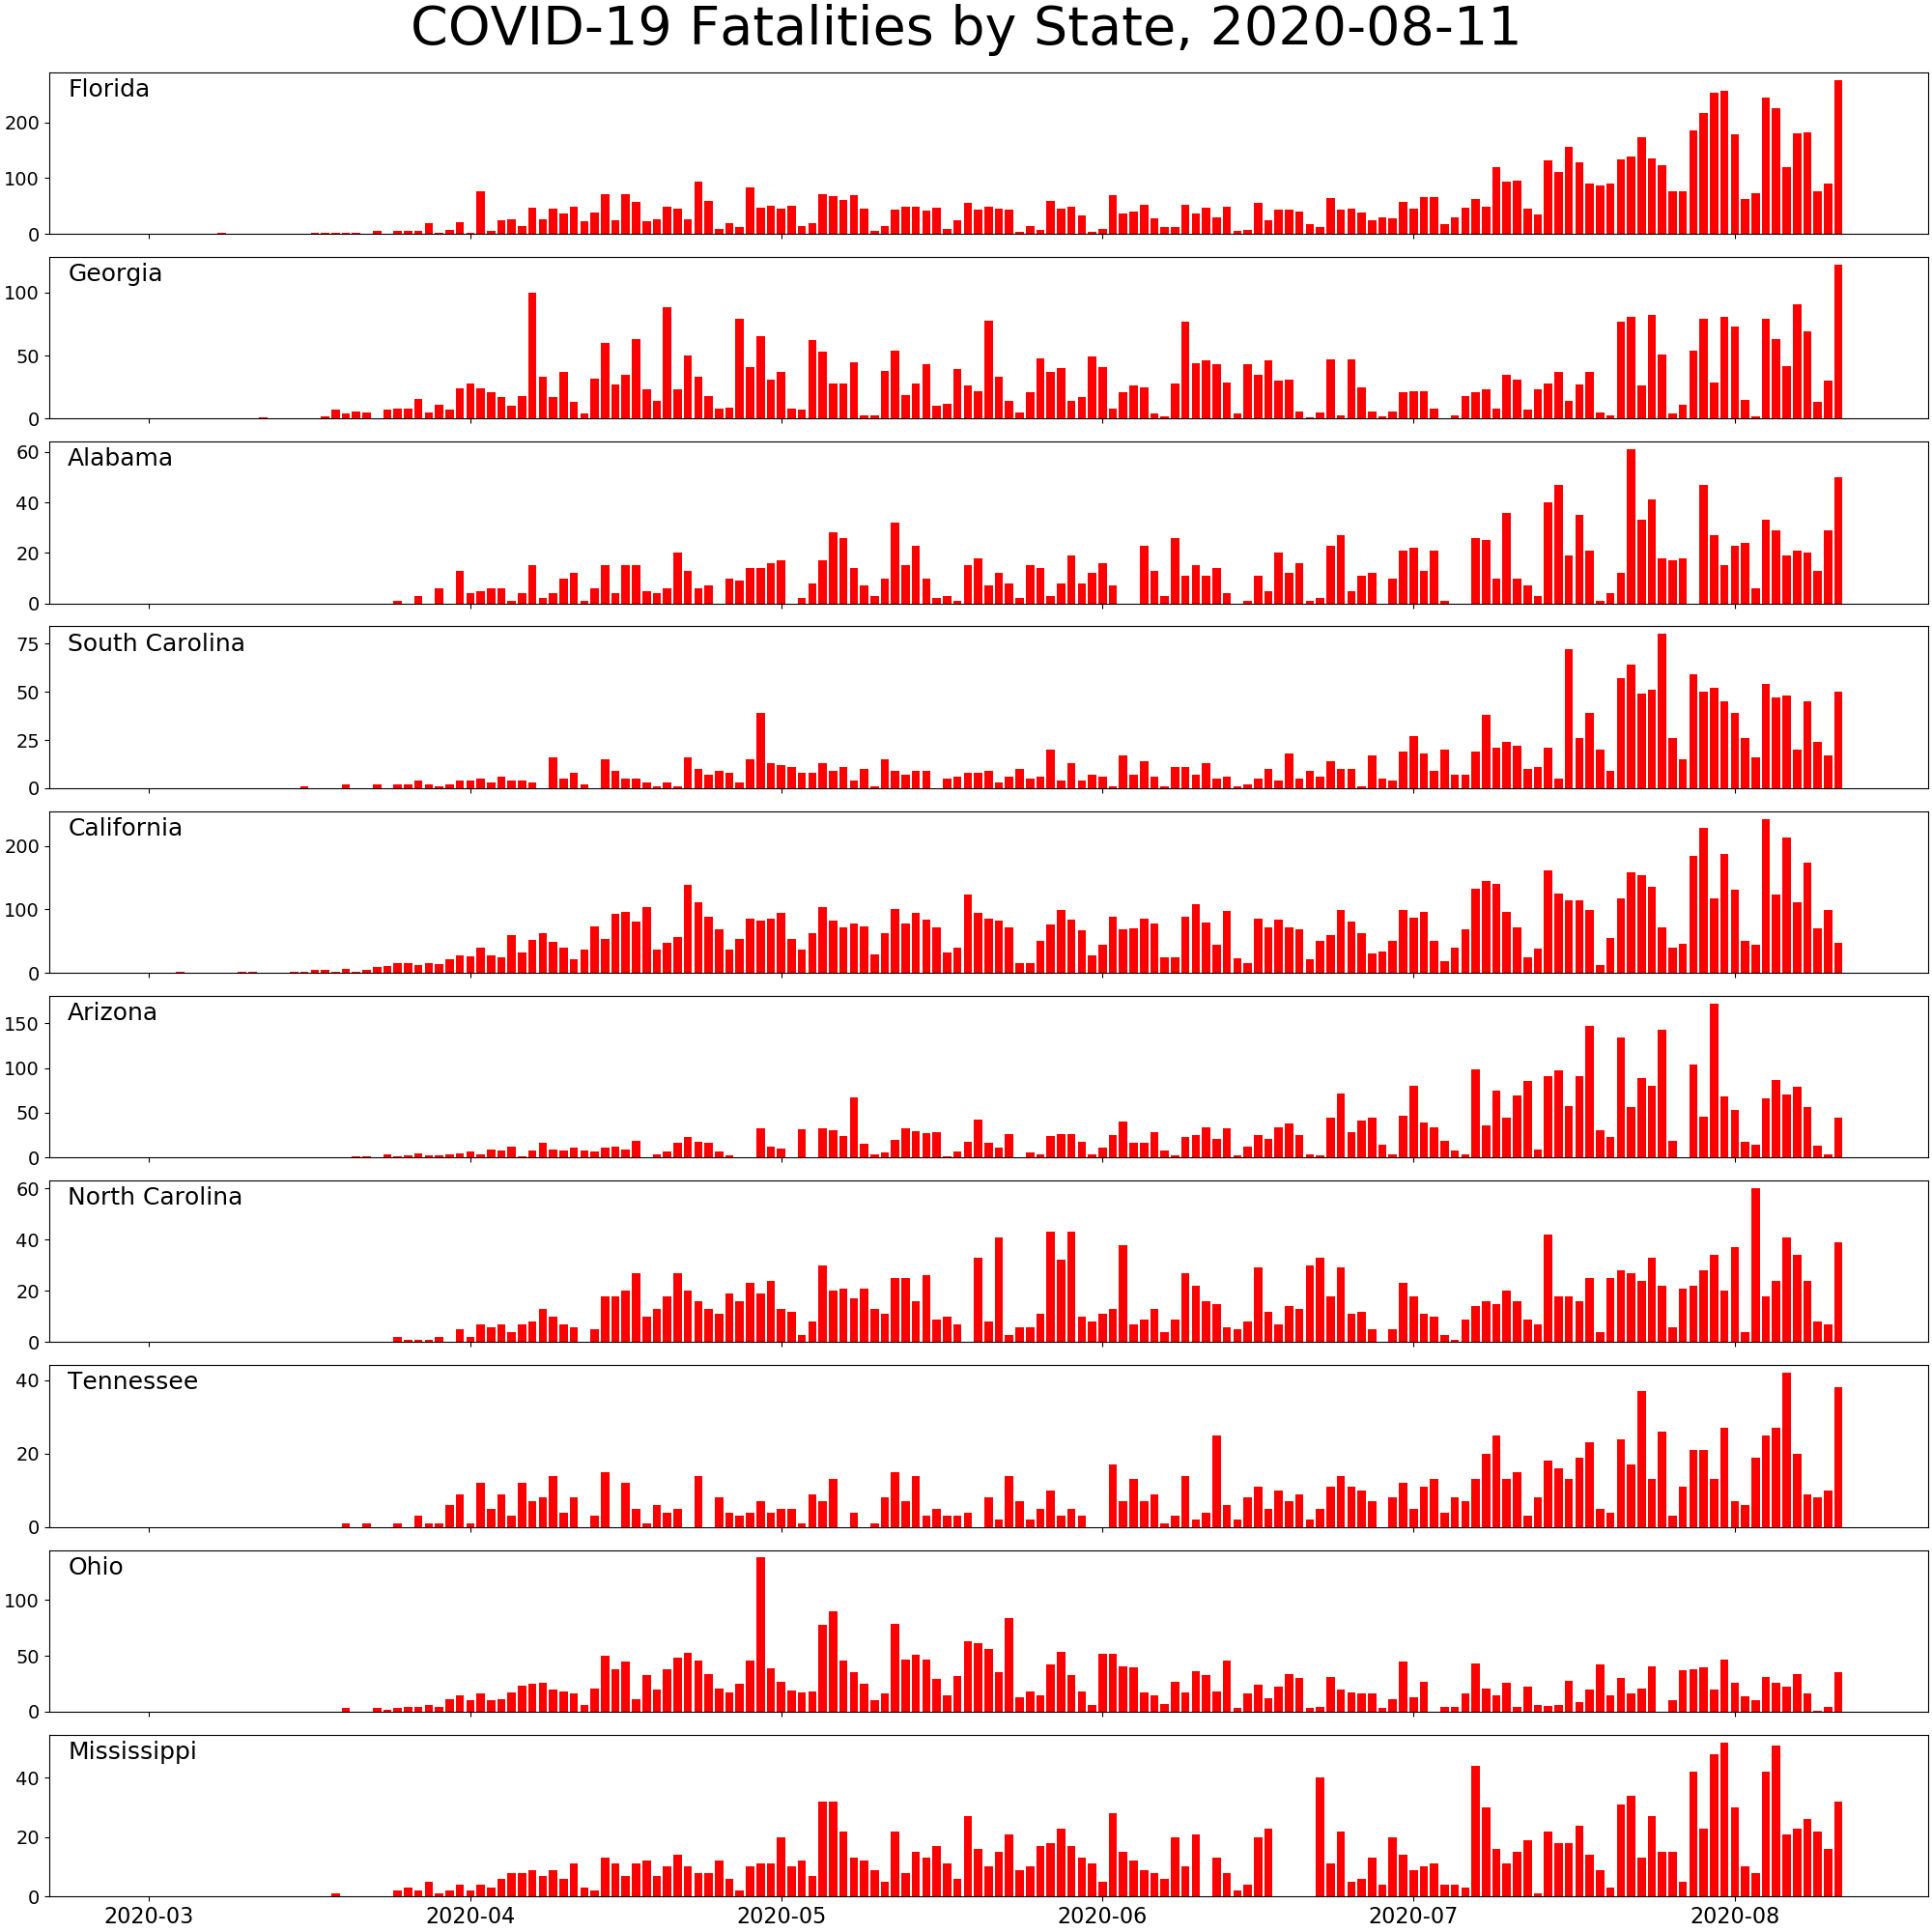 COVID-19 Fatalities by State, 2020-08-11
Florida
200
100
0
Georgia
100
50
0
Alabama
60
40
20
0
South Carolina
75
50
25
0
California
200
100
0
Arizona
150
100
50
0
North Carolina
60
40
20
0
Tennessee
40
20
0
Ohio
100
50
0
Mississippi
40
20
0
2020-03 2020-04 2020-05 2020-06 2020-07 2020-08